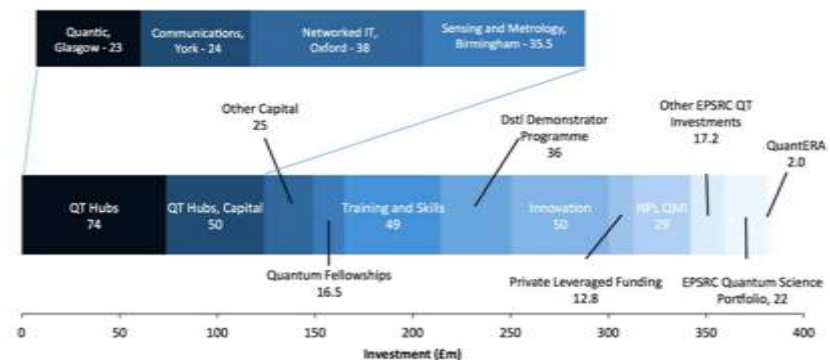 Quantic,
Glasgow - 23
Communications,
York - 24
Networked IT,
Oxford - 38
Sensing and Metrology,
Birmingham - 35.5
Other Capital
25
Dstl Demonstrator
Programme
36
Other EPSRC QT
Investments
17.2
QuantERA
2.0
QT Hubs
74
QT Hubs, Capital
50
Training and Skills
49
Innovation
50
NPL QMI
29
Quantum Fellowships
16.5
Private Leveraged Funding
12.8
EPSRC Quantum Science
Portfolio, 22
0 50 100 150 200 250 300 350 400
Investment (£m)